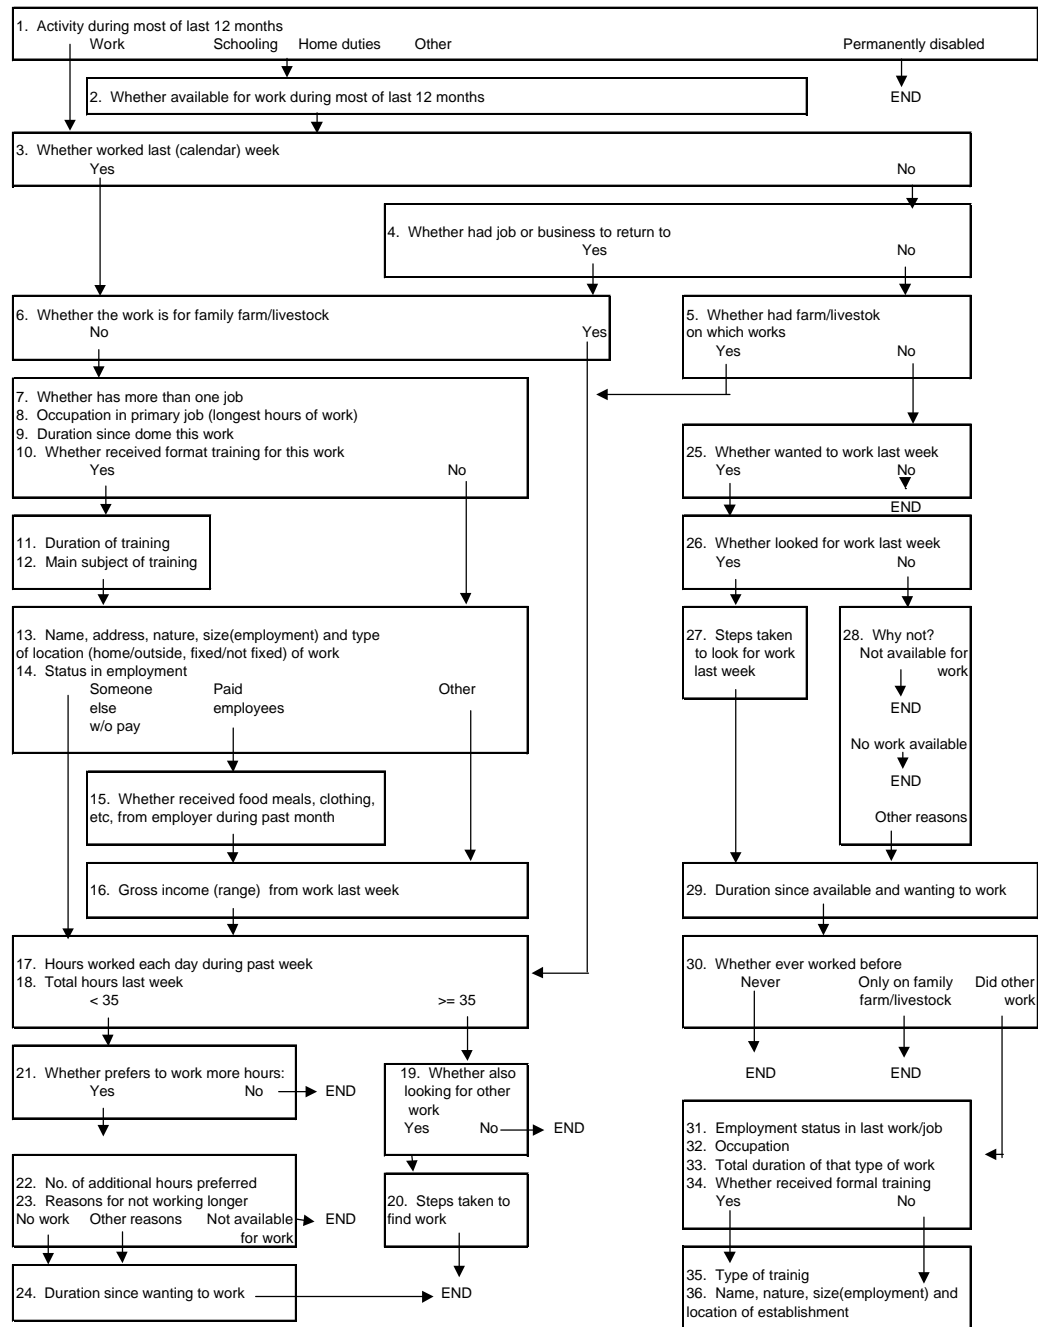 1. Activity during most of last 12 months
Work Schooling Home duties Other Permanently disabled
END
2. Whether available for work during most of last 12 months
3. Whether worked last (calendar) week
Yes No
4. Whether had job or business to return to
Yes No
6. Whether the work is for family farm/livestock
No Yes
5. Whether had farm/livestok
on which works
Yes No
7. Whether has more than one job
8. Occupation in primary job (longest hours of work)
9. Duration since dome this work
10. Whether received format training for this work
Yes No
25. Whether wanted to work last week
Yes No
END
11. Duration of training
12. Main subject of training
26. Whether looked for work last week
Yes No
13. Name, address, nature, size(employment) and type
of location (home/outside, fixed/not fixed) of work
14. Status in employment
Someone Paid Other
else employees
w/o pay
27. Steps taken
to look for work
last week
28. Why not?
Not available for
work
END
No work available
END
Other reasons
15. Whether received food meals, clothing,
etc, from employer during past month
16. Gross income (range) from work last week
29. Duration since available and wanting to work
17. Hours worked each day during past week
18. Total hours last week
< 35 >= 35
30. Whether ever worked before
Never Only on family Did other
farm/livestock work
END END
21. Whether prefers to work more hours:
Yes No END
19. Whether also
looking for other
work
Yes No END
31. Employment status in last work/job
32. Occupation
33. Total duration of that type of work
34. Whether received formal training
Yes No
22. No. of additional hours preferred
23. Reasons for not working longer
No work Other reasons Not available END
for work
20. Steps taken to
find work
24. Duration since wanting to work END
35. Type of trainig
36. Name, nature, size(employment) and
location of establishment